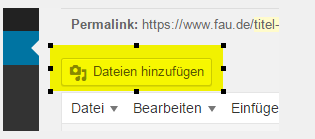 Permalink: https://www.fau.de/titel-
Dateien hinzufügen
Datei Bearbeiten Einfüge